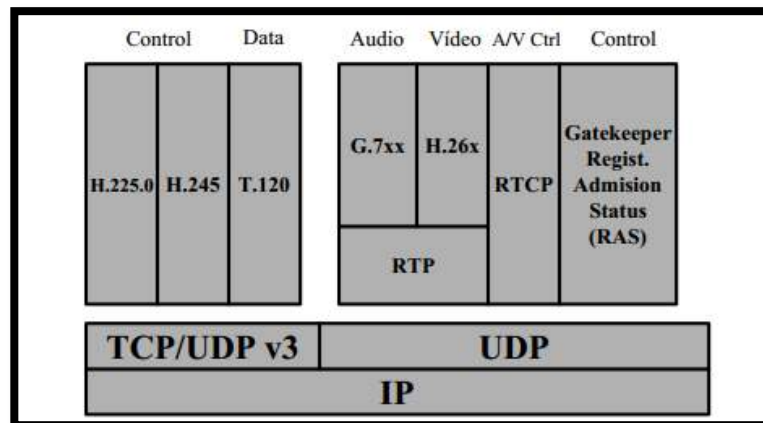 Control Data Audio Vídeo A/V Ctrl Control
H.225.0 H.245 T.120
G.7xx H.26x
RTP
RTCP
Gatekeeper
Regist.
Admision
Status
(RAS)
TCP/UDP v3 UDP
IP